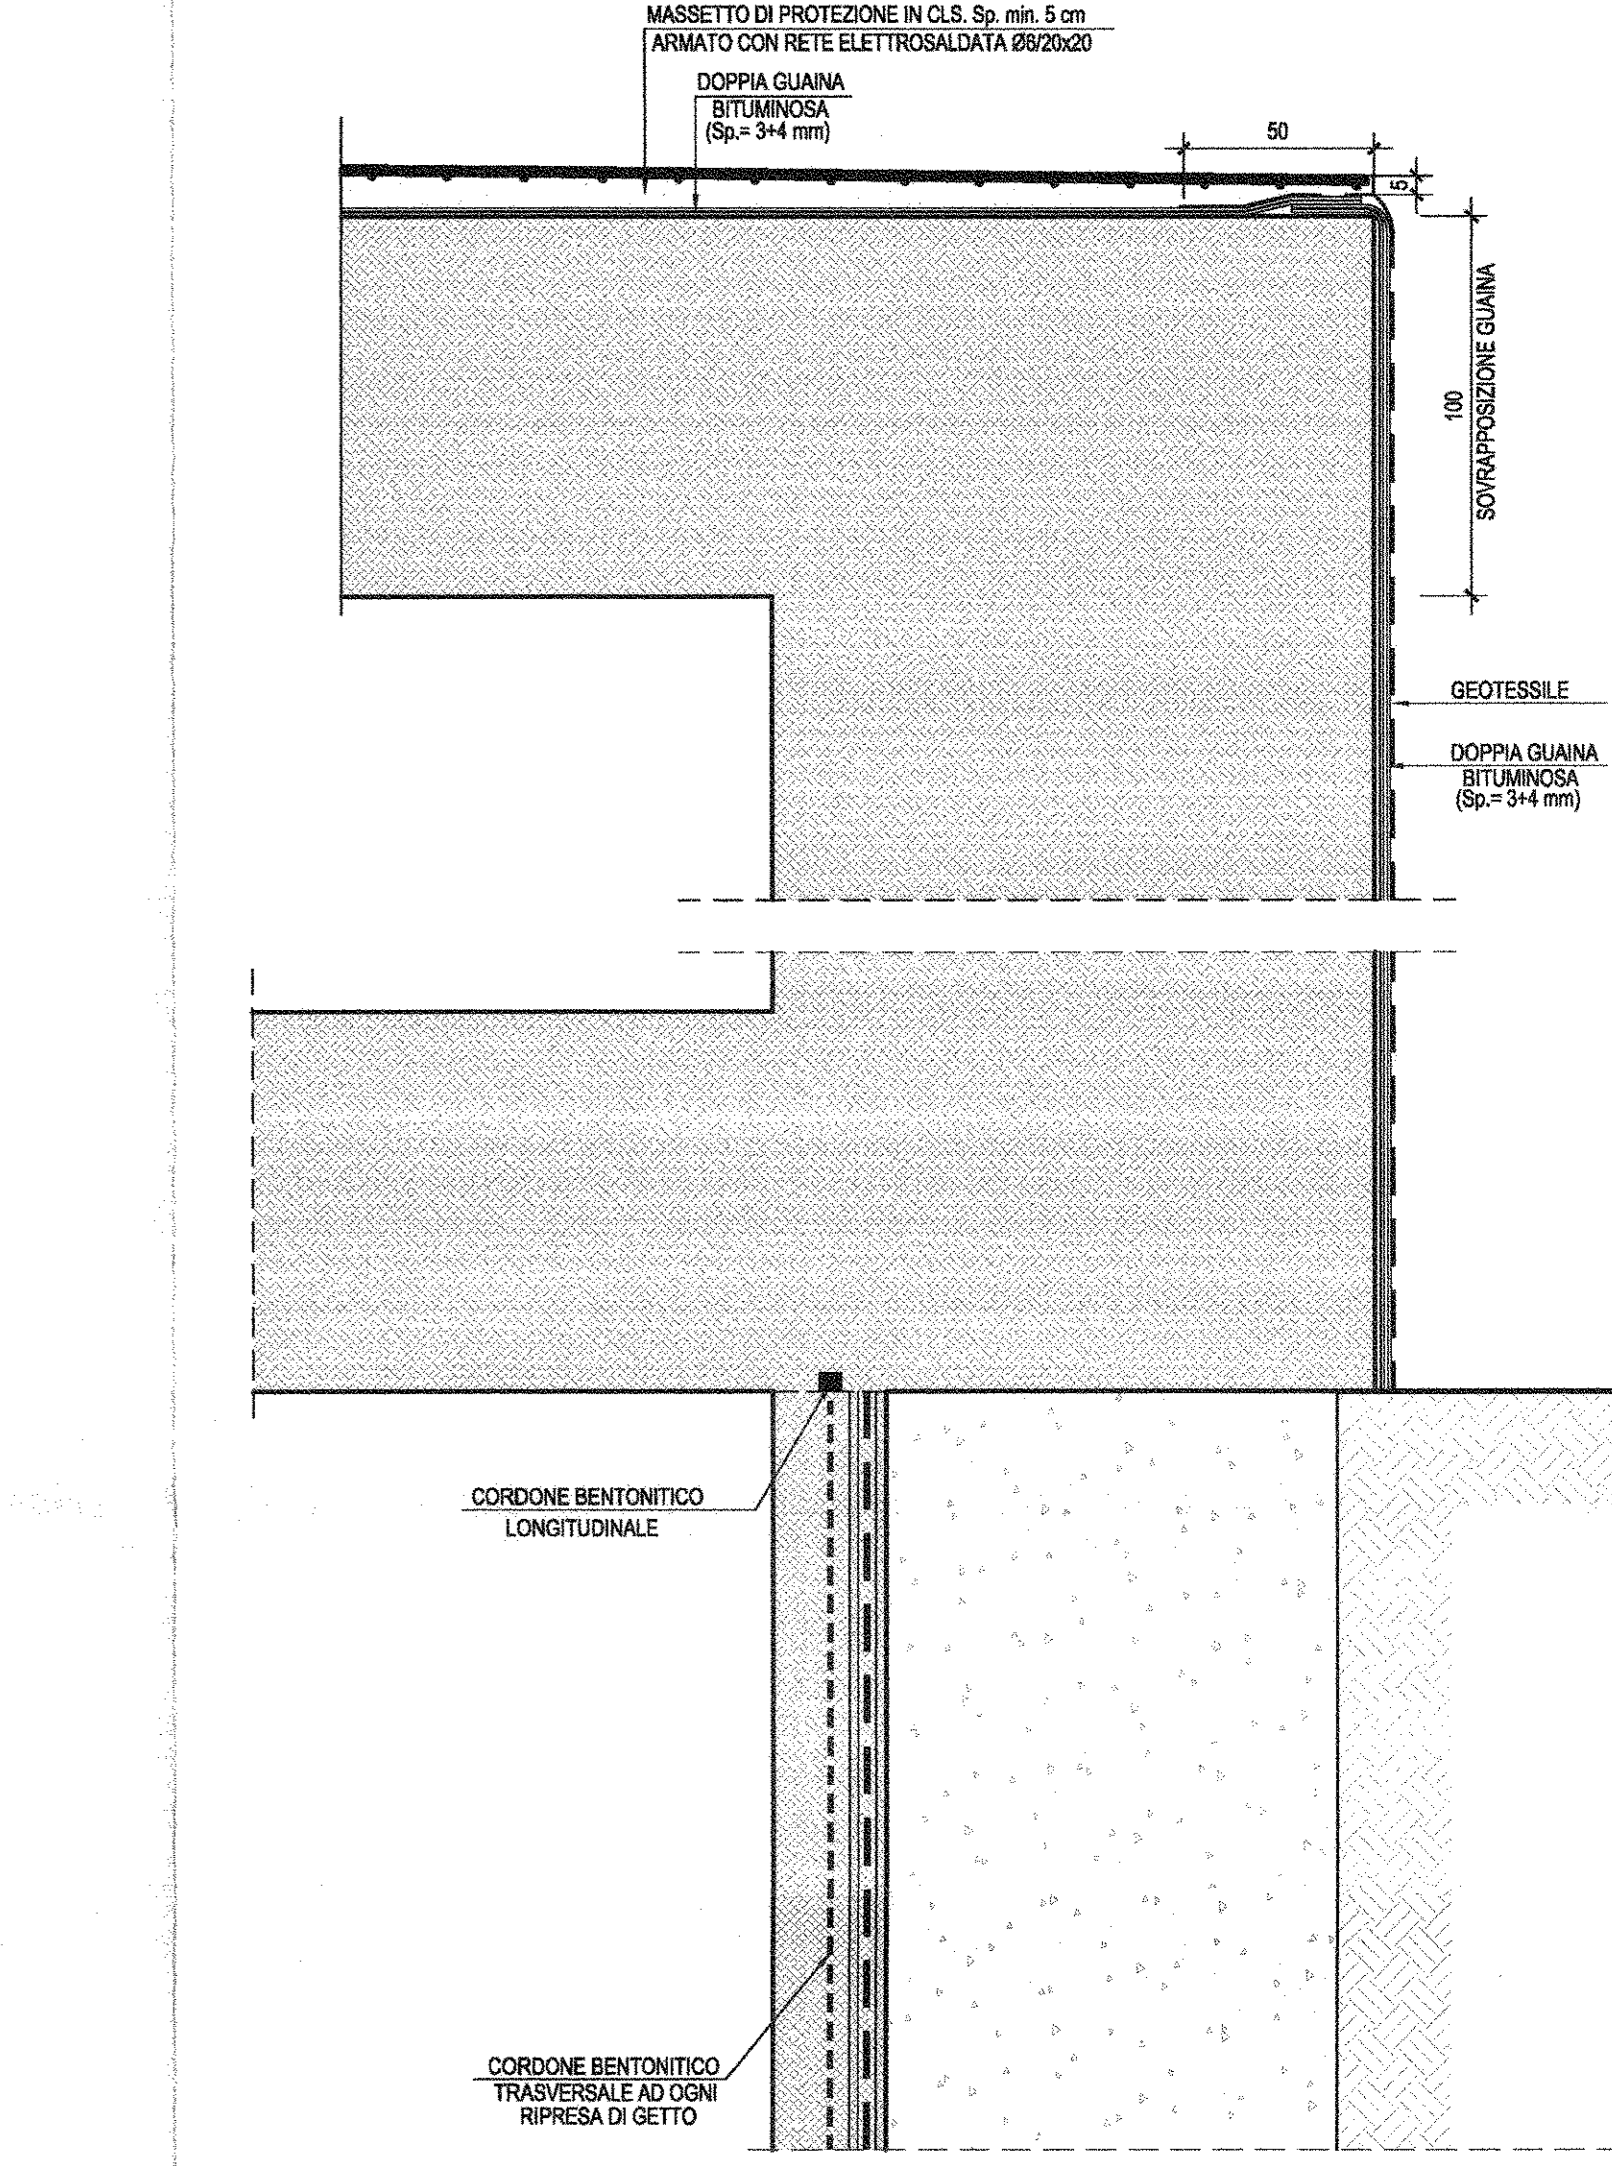 MASSETTO DI PROTEZIONE IN CLS. Sp. min. 5 cm
ARMATO CON RETE ELETTROSALDATA Ø6/20x20
DOPPIA GUAINA
BITUMINOSA
(Sp.= 3+4 mm)
50
5
100
SOVRAPPOSIZIONE GUAINA
GEOTESSILE
DOPPIA GUAINA
BITUMINOSA
(Sp.= 3+4 mm)
CORDONE BENTONITICO
LONGITUDINALE
CORDONE BENTONITICO
TRASVERSALE AD OGNI
RIPRESA DI GETTO